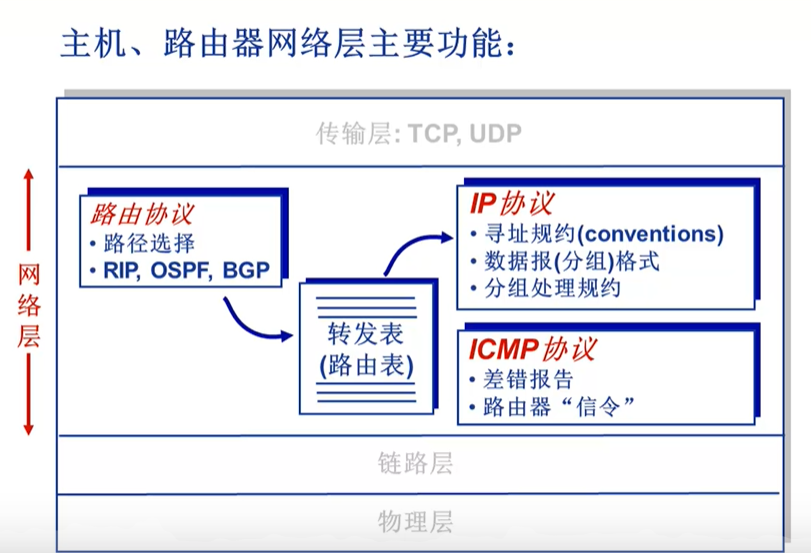 主机、路由器网络层主要功能：
传输层: TCP, UDP
网络层
路由协议
• 路径选择
• RIP, OSPF, BGP
转发表
(路由表)
IP协议
• 寻址规约(conventions)
• 数据报(分组)格式
• 分组处理规约
ICMP协议
• 差错报告
• 路由器“信令”
链路层
物理层